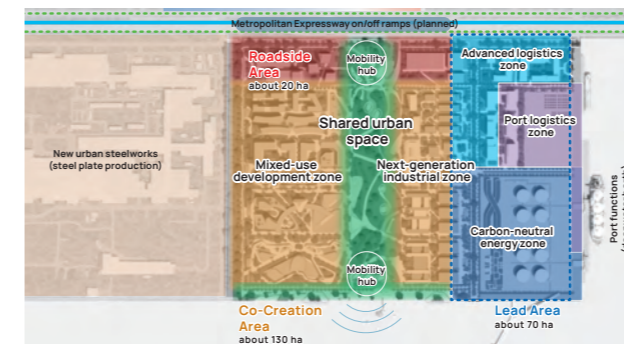 Metropolitan Expressway on/off ramps (planned)
Roadside
Area
about 20 ha
Mobility
hub
Advanced logistics
zone
Port logistics
zone
Shared urban
space
New urban steelworks
(steel plate production)
Mixed-use
development zone
Next-generation
industrial zone
Carbon-neutral
energy zone
Port functions
Mobility
hub
Co-Creation
Area
about 130 ha
Lead Area
about 70 ha